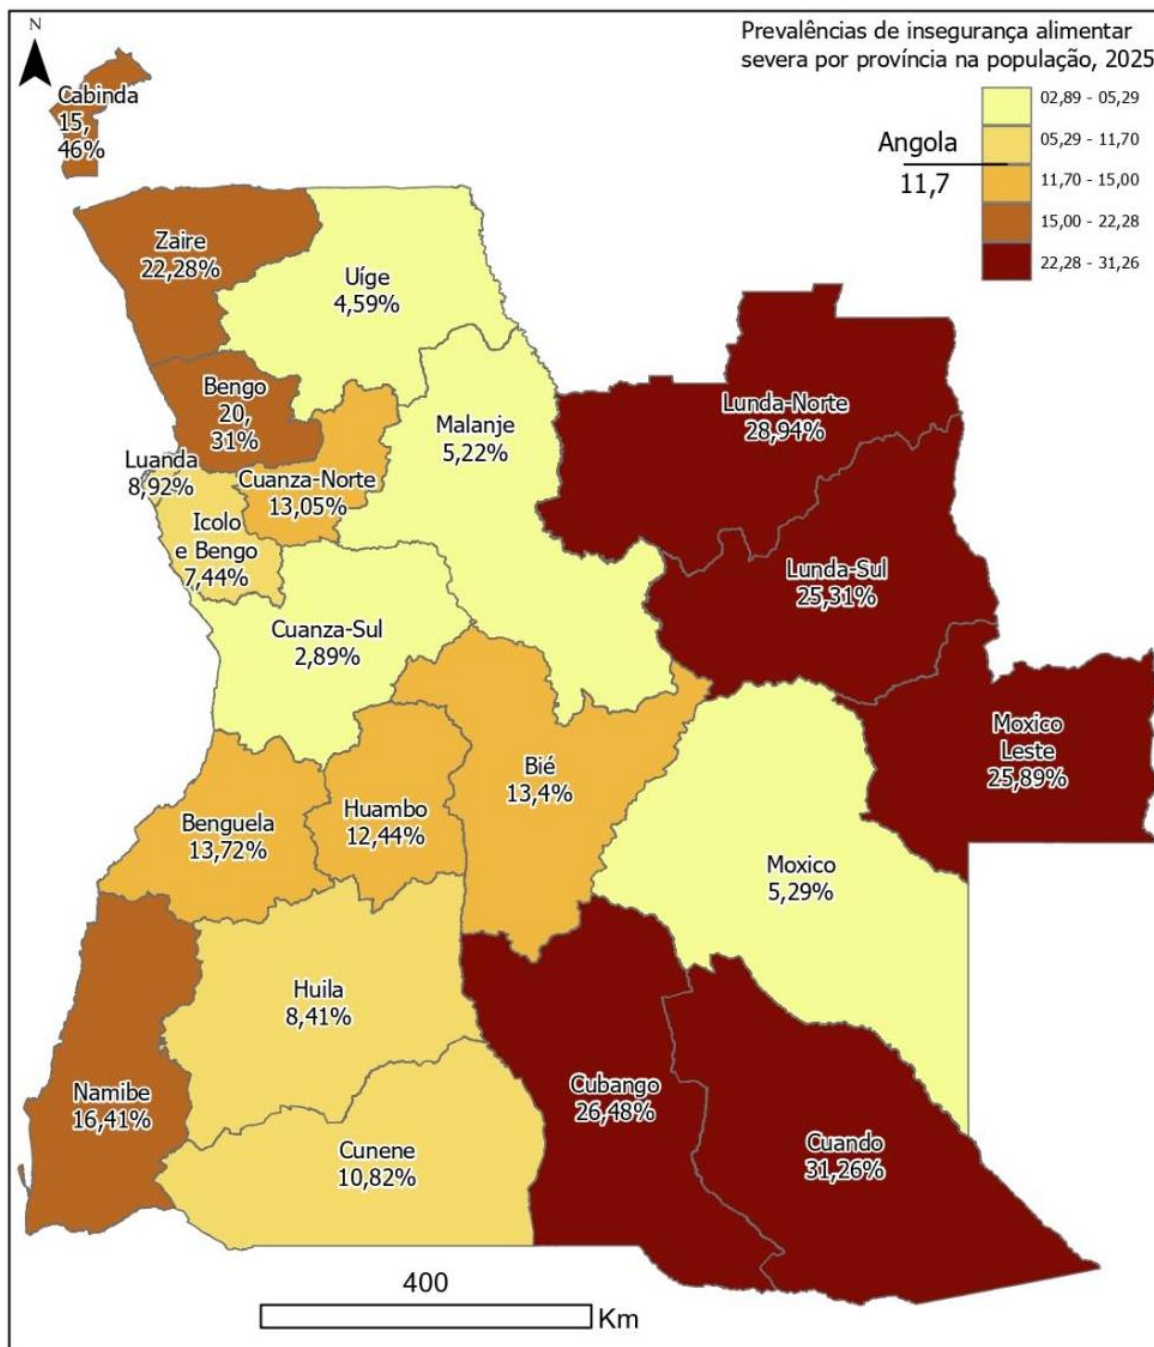 Prevalências de insegurança alimentar
severa por província na população, 2025
02,89 - 05,29
05,29 - 11,70
11,70 - 15,00
15,00 - 22,28
22,28 - 31,26
Angola
11,7
N
Cabinda
15,
46%
Zaire
22,28%
Uíge
4,59%
Bengo
20,
31%
Lunda-Norte
28,94%
Malanje
5,22%
Luanda
8,92%
Cuanza-Norte
13,05%
Icolo
e Bengo
7,44%
Lunda-Sul
25,31%
Cuanza-Sul
2,89%
Moxico
Leste
25,89%
Bié
13,4%
Huambo
12,44%
Benguela
13,72%
Moxico
5,29%
Huila
8,41%
Cubango
26,48%
Namibe
16,41%
Cuando
31,26%
Cunene
10,82%
400
Km